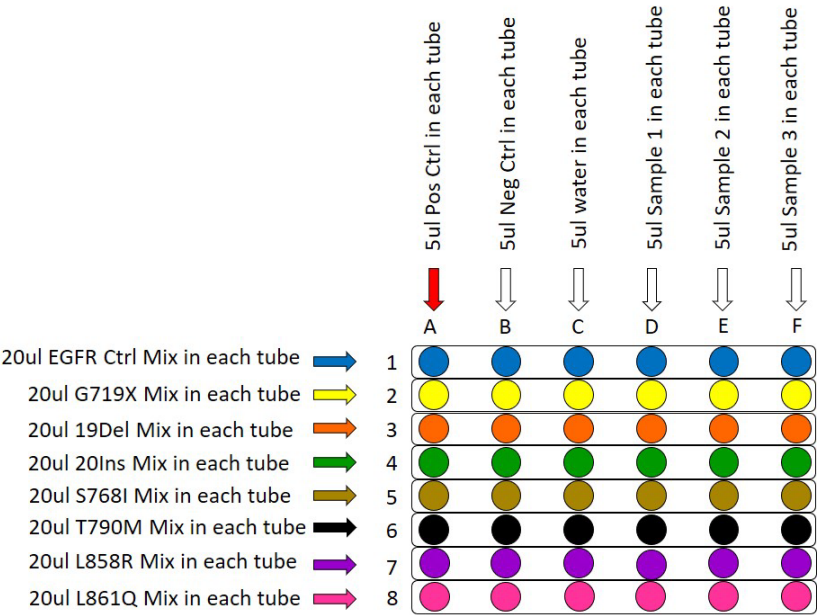 5ul Pos Ctrl in each tube
5ul Neg Ctrl in each tube
5ul water in each tube
5ul Sample 1 in each tube
5ul Sample 2 in each tube
5ul Sample 3 in each tube
A B C D E F
20ul EGFR Ctrl Mix in each tube 1
20ul G719X Mix in each tube 2
20ul 19Del Mix in each tube 3
20ul 20Ins Mix in each tube 4
20ul S768I Mix in each tube 5
20ul T790M Mix in each tube 6
20ul L858R Mix in each tube 7
20ul L861Q Mix in each tube 8